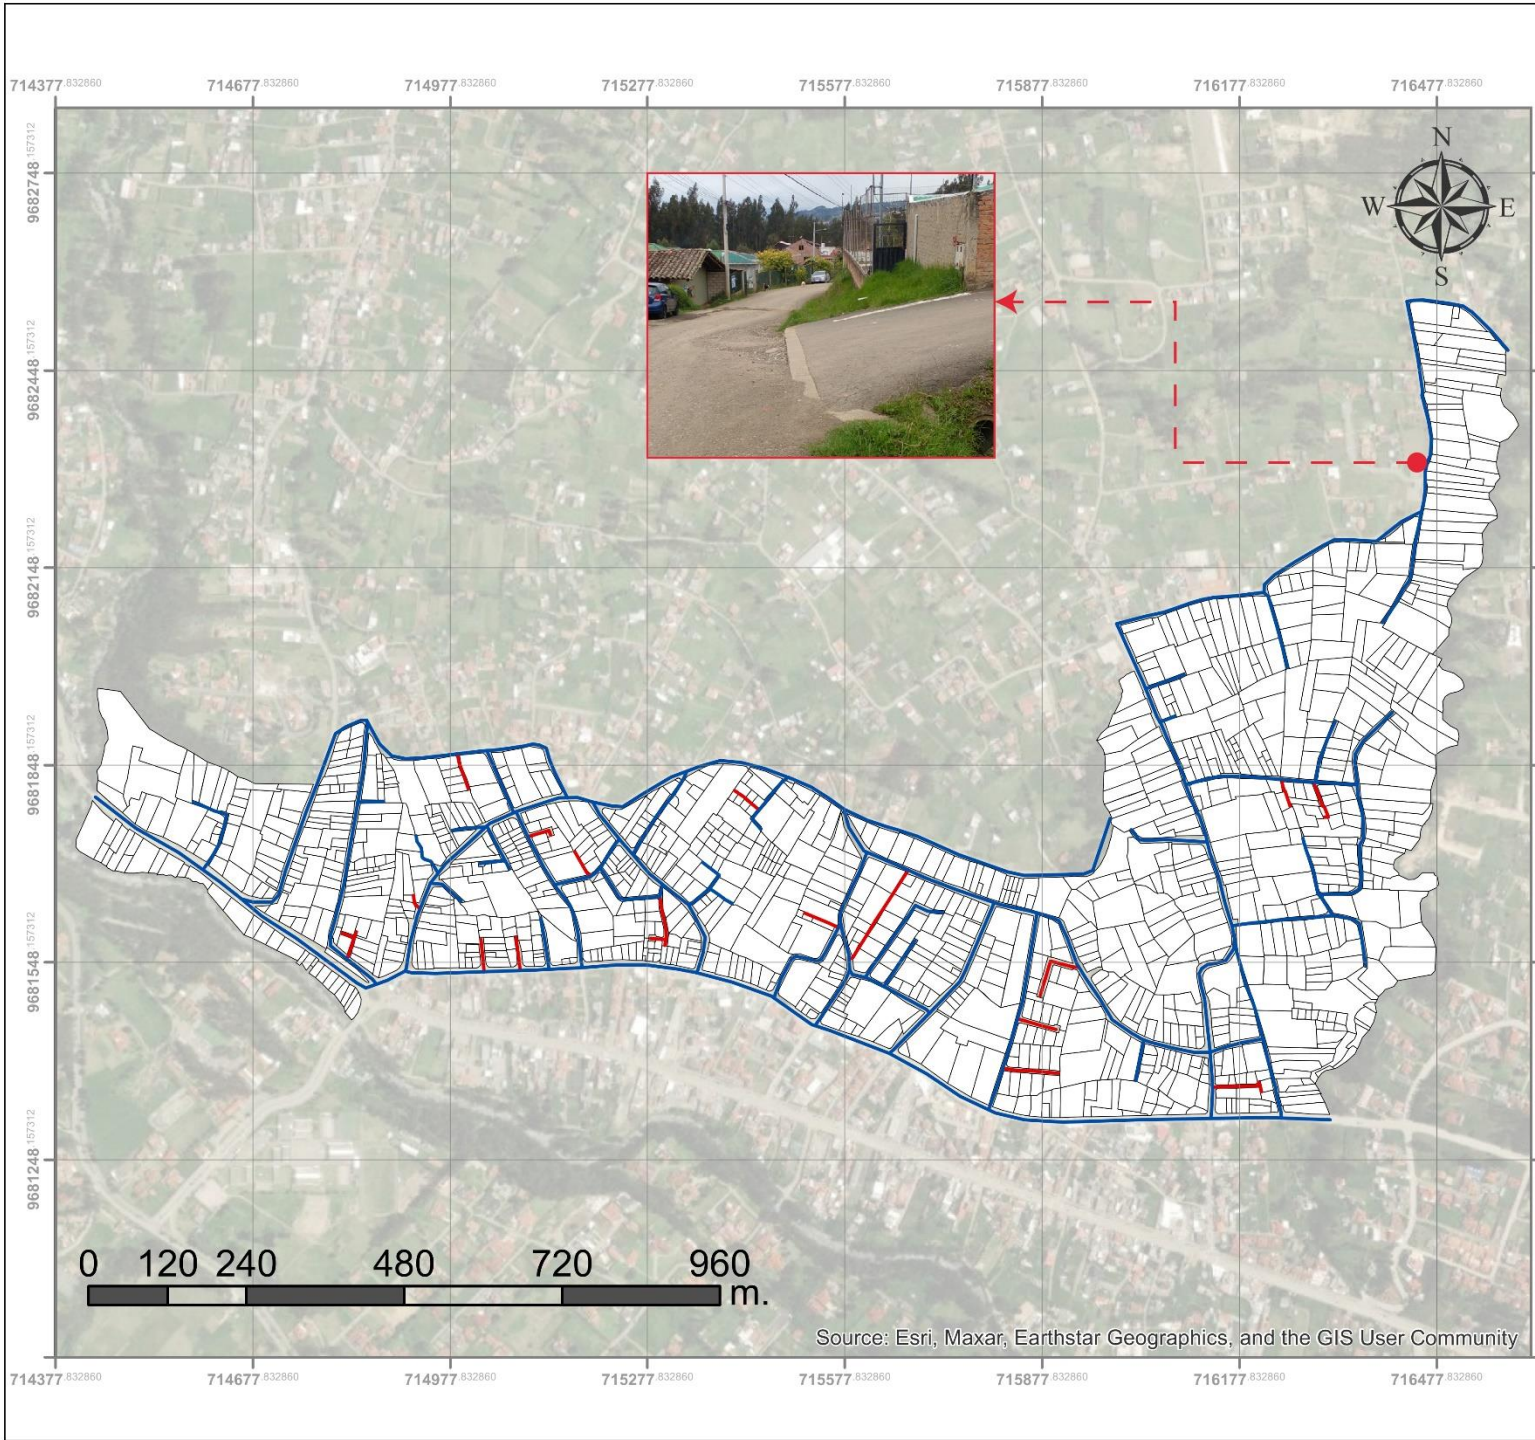 714377.832860 714677.832860 714977.832860 715277.832860 715577.832860 715877.832860 716177.832860 716477.832860
9682748.157312
9682448.157312
9682148.157312
9681848.157312
9681548.157312
9681248.157312
N
W E
S
0 120 240 480 720 960
m.
Source: Esri, Maxar, Earthstar Geographics, and the GIS User Community
714377.832860 714677.832860 714977.832860 715277.832860 715577.832860 715877.832860 716177.832860 716477.832860